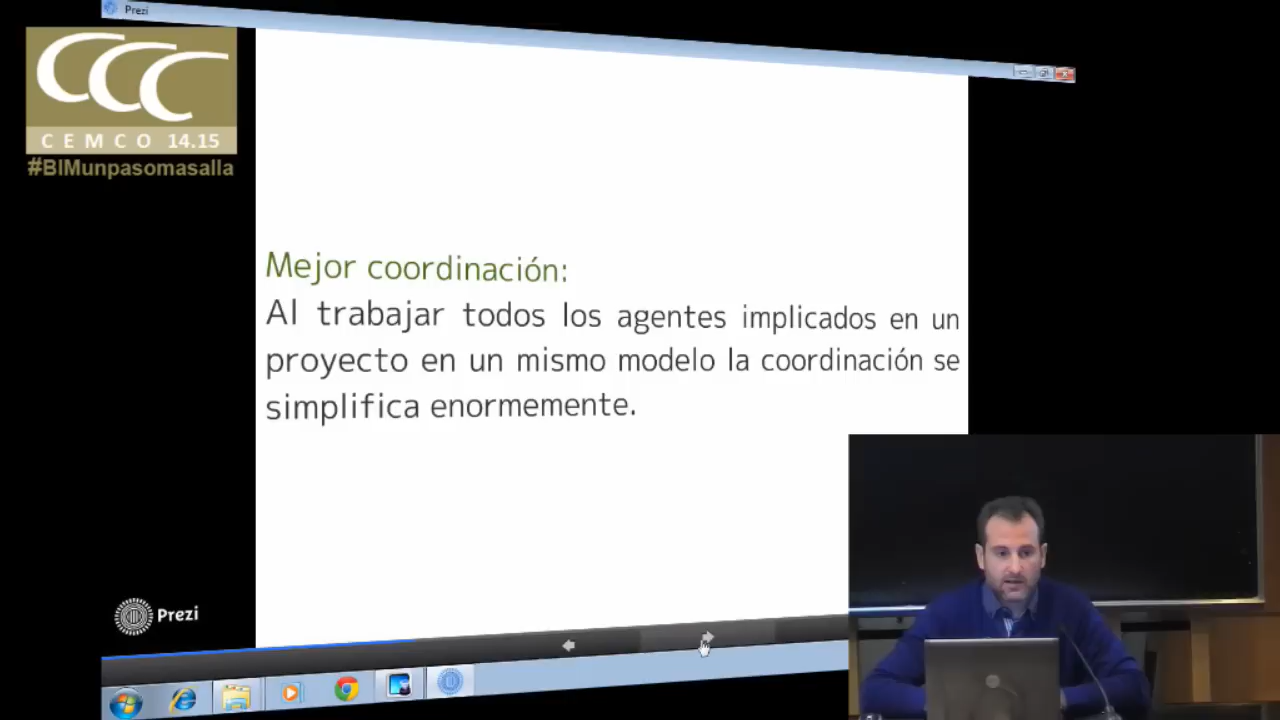 Prezi
CCC
CEMCO 14.15
#BIMunpasomasalla
Mejor coordinación:
Al trabajar todos los agentes implicados en un
proyecto en un mismo modelo la coordinación se
simplifica enormemente.
Prezi